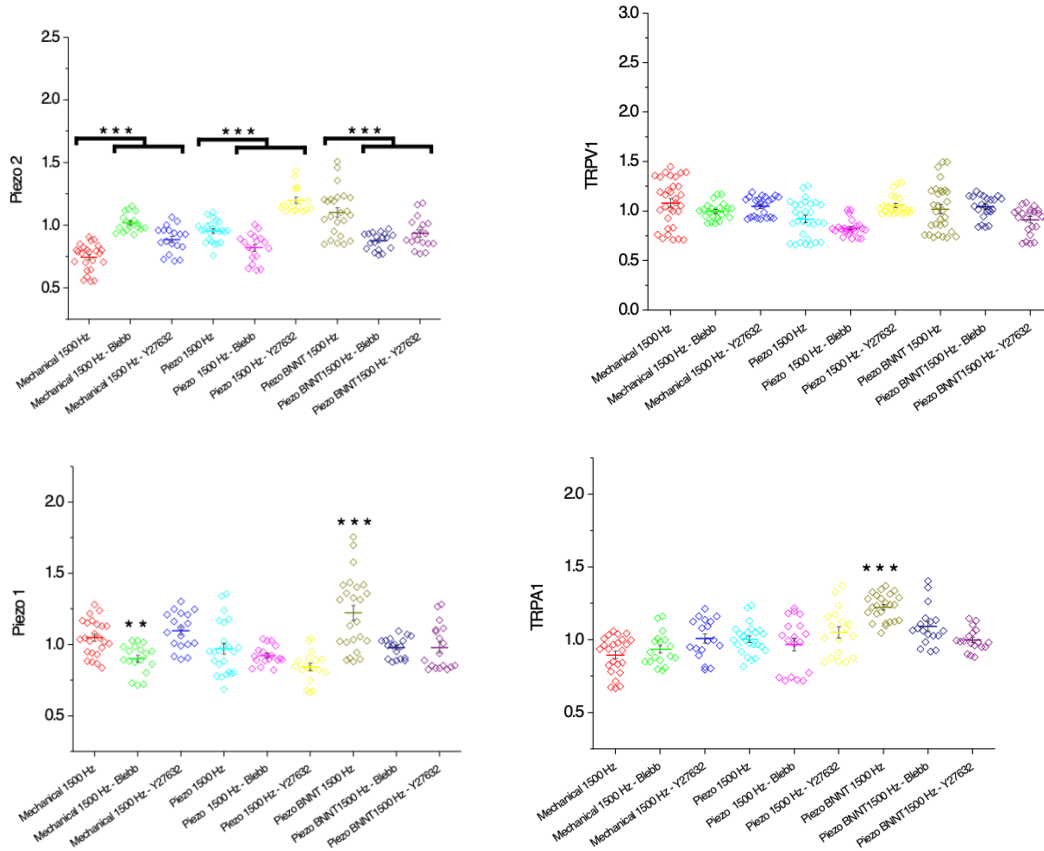 2.5
2.0
1.5
1.0
0.5
Piezo 2
* * *
* * *
* * *
Mechanical 1500 Hz
Mechanical 1500 Hz - Blebb
Mechanical 1500 Hz - Y27632
Piezo 1500 Hz
Piezo 1500 Hz - Blebb
Piezo 1500 Hz - Y27632
Piezo BNNT 1500 Hz
Piezo BNNT1500 Hz - Blebb
Piezo BNNT1500 Hz - Y27632
3.0
2.5
2.0
1.5
1.0
0.5
0.0
TRPV1
Mechanical 1500 Hz
Mechanical 1500 Hz - Blebb
Mechanical 1500 Hz - Y27632
Piezo 1500 Hz
Piezo 1500 Hz - Blebb
Piezo 1500 Hz - Y27632
Piezo BNNT 1500 Hz
Piezo BNNT1500 Hz - Blebb
Piezo BNNT1500 Hz - Y27632
2.0
1.5
1.0
0.5
Piezo 1
* *
* * *
Mechanical 1500 Hz
Mechanical 1500 Hz - Blebb
Mechanical 1500 Hz - Y27632
Piezo 1500 Hz
Piezo 1500 Hz - Blebb
Piezo 1500 Hz - Y27632
Piezo BNNT 1500 Hz
Piezo BNNT1500 Hz - Blebb
Piezo BNNT1500 Hz - Y27632
2.0
1.5
1.0
0.5
TRPA1
* * *
Mechanical 1500 Hz
Mechanical 1500 Hz - Blebb
Mechanical 1500 Hz - Y27632
Piezo 1500 Hz
Piezo 1500 Hz - Blebb
Piezo 1500 Hz - Y27632
Piezo BNNT 1500 Hz
Piezo BNNT1500 Hz - Blebb
Piezo BNNT1500 Hz - Y27632